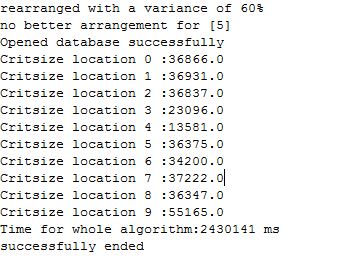 rearranged with a variance of 60%
no better arrangement for [5]
Opened database successfully
Critsize location 0 :36866.0
Critsize location 1 :36931.0
Critsize location 2 :36837.0
Critsize location 3 :23096.0
Critsize location 4 :13581.0
Critsize location 5 :36375.0
Critsize location 6 :34200.0
Critsize location 7 :37222.0
Critsize location 8 :36347.0
Critsize location 9 :55165.0
Time for whole algorithm:2430141 ms
successfully ended